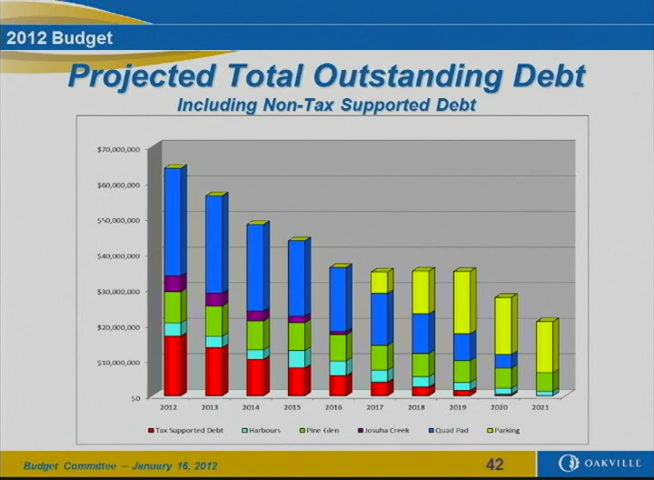 2012 Budget
Projected Total Outstanding Debt
Including Non-Tax Supported Debt
$70,000,000
$60,000,000
$50,000,000
$40,000,000
$30,000,000
$20,000,000
$10,000,000
$0
2012 2013 2014 2015 2016 2017 2018 2019 2020 2021
Tax Supported Debt Harbours Pine Glen Josuha Creek Quad Pad Parking
Budget Committee – January 16, 2012 42 OAKVILLE